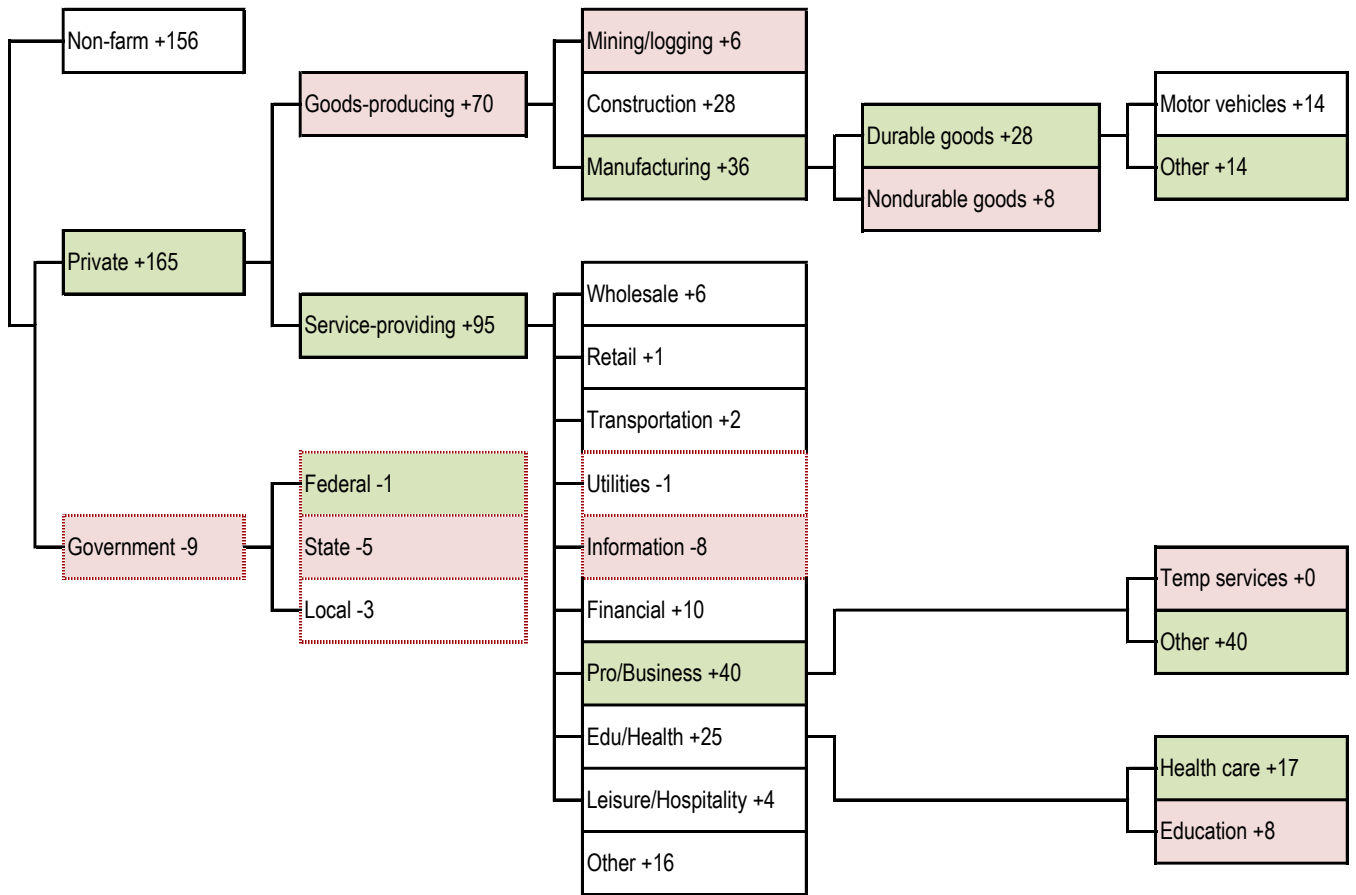 Non-farm +156
Private +165
Government -9
Goods-producing +70
Service-providing +95
Federal -1
State -5
Local -3
Mining/logging +6
Construction +28
Manufacturing +36
Wholesale +6
Retail +1
Transportation +2
Utilities -1
Information -8
Financial +10
Pro/Business +40
Edu/Health +25
Leisure/Hospitality +4
Other +16
Durable goods +28
Nondurable goods +8
Motor vehicles +14
Other +14
Temp services +0
Other +40
Health care +17
Education +8